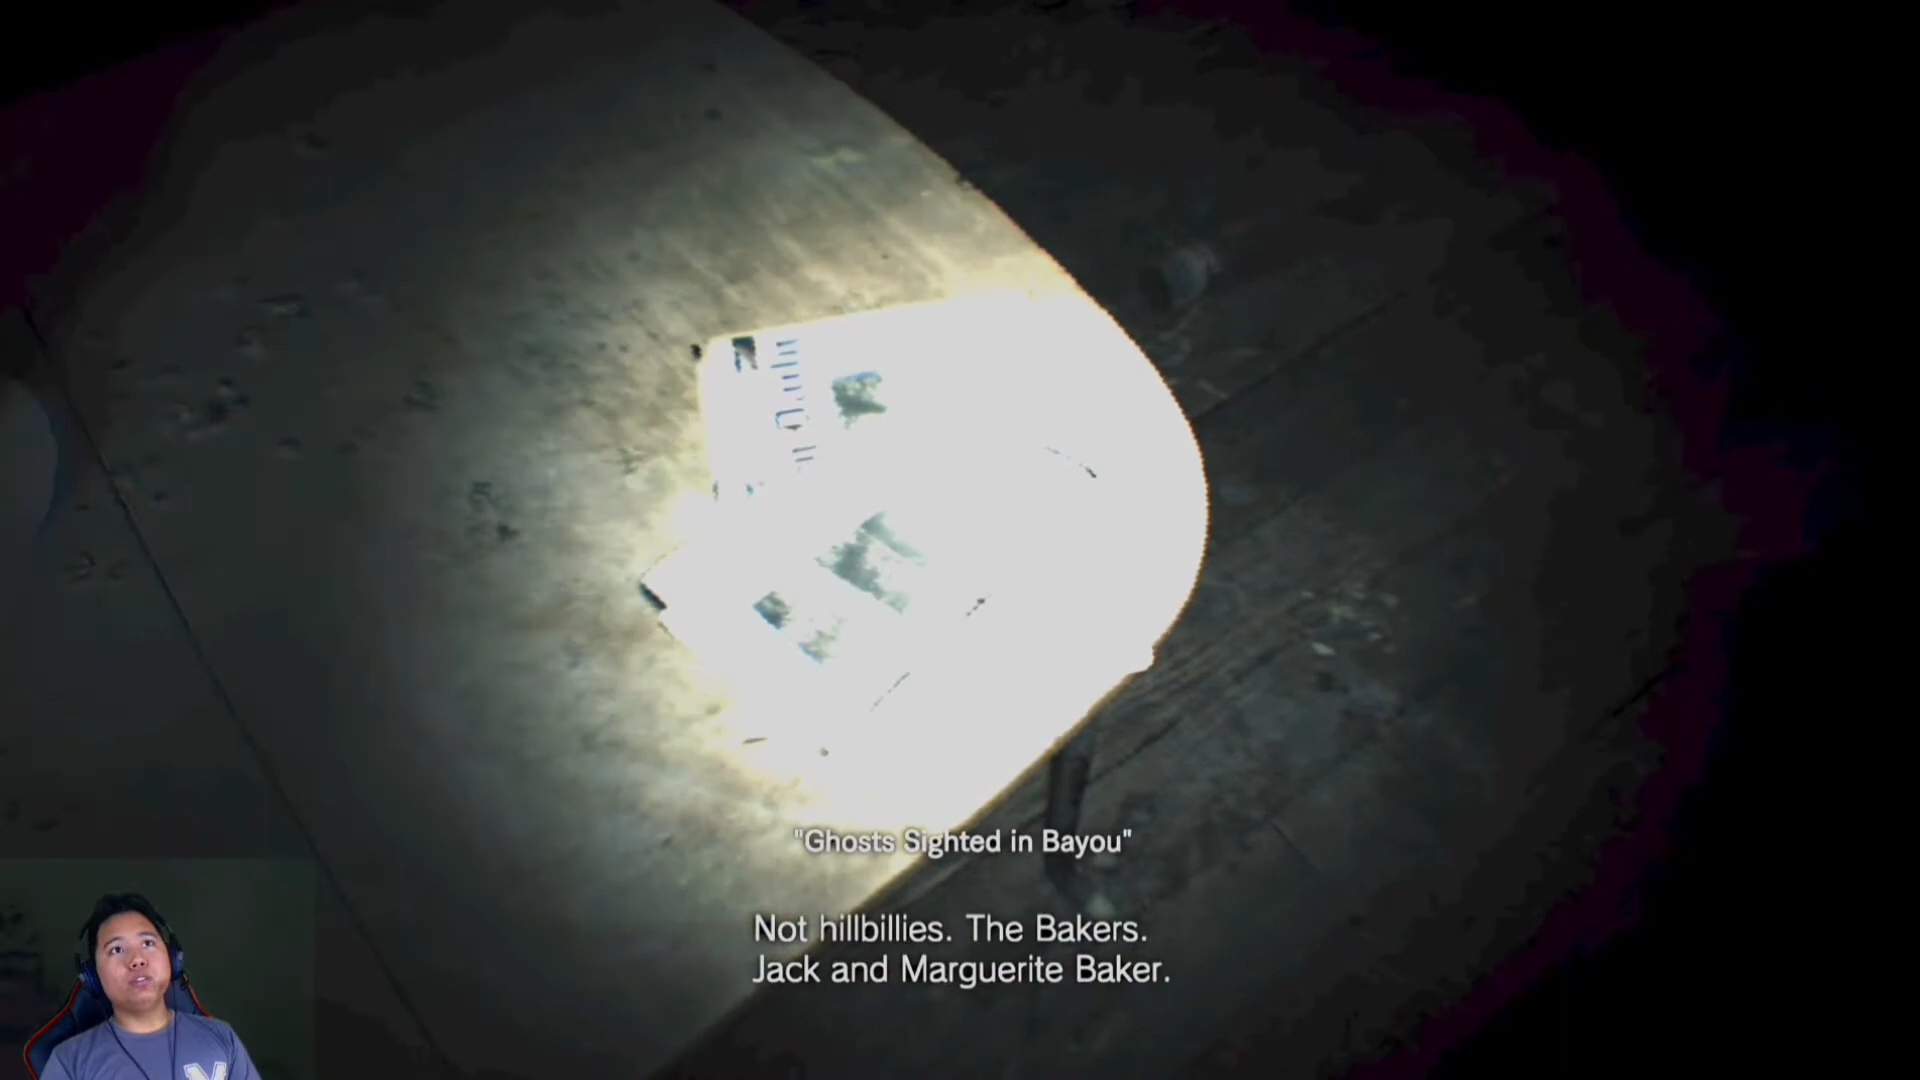 "Ghosts Sighted in Bayou"
Not hillbillies. The Bakers.
Jack and Marguerite Baker.